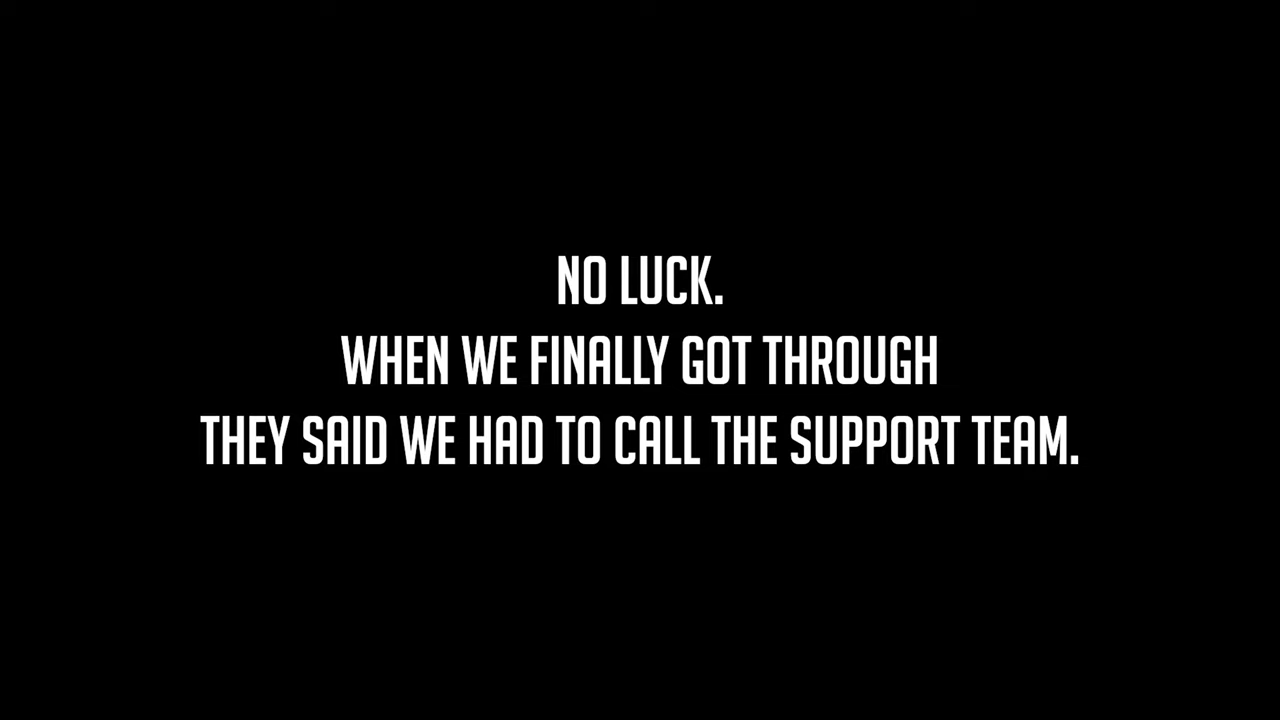 NO LUCK.
WHEN WE FINALLY GOT THROUGH
THEY SAID WE HAD TO CALL THE SUPPORT TEAM.